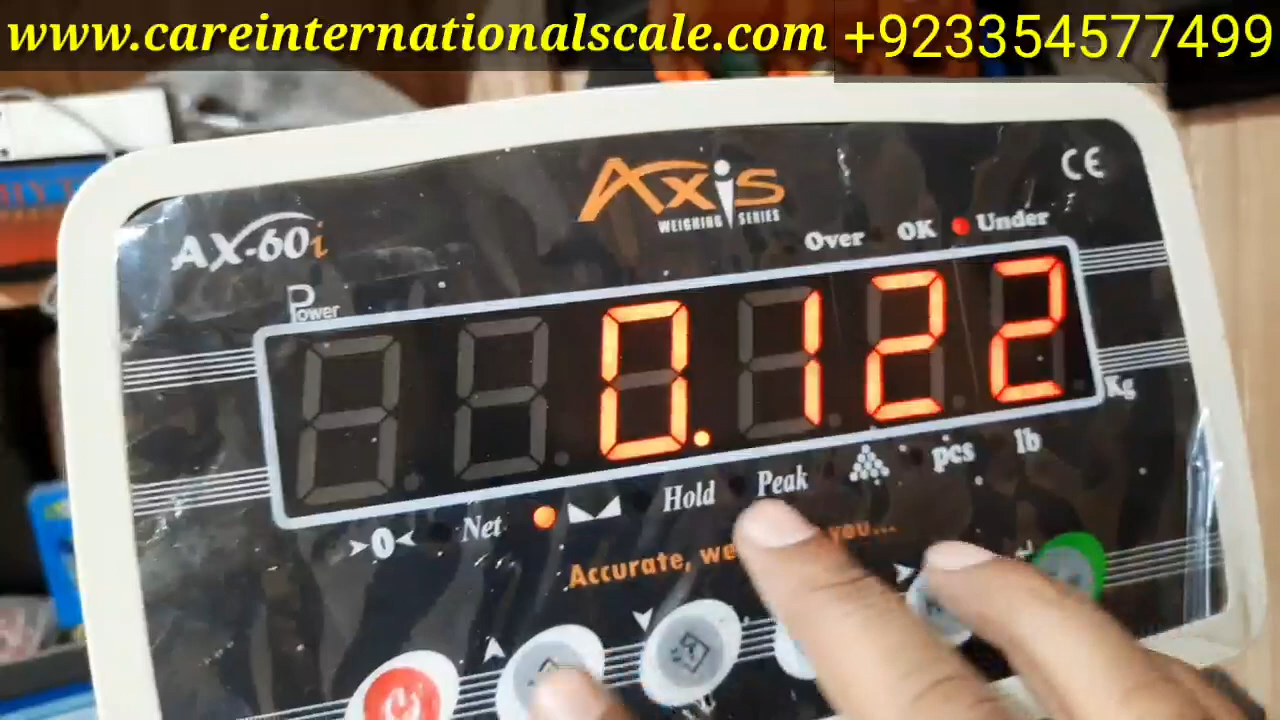 www.careinternationalscale.com +923354577499
CE
AXIS
WEIGHING SERIES
AX-60i
Over OK Under
Power
0.122
Kg
>0< Net Hold Peak pcs lb
Accurate, we you...